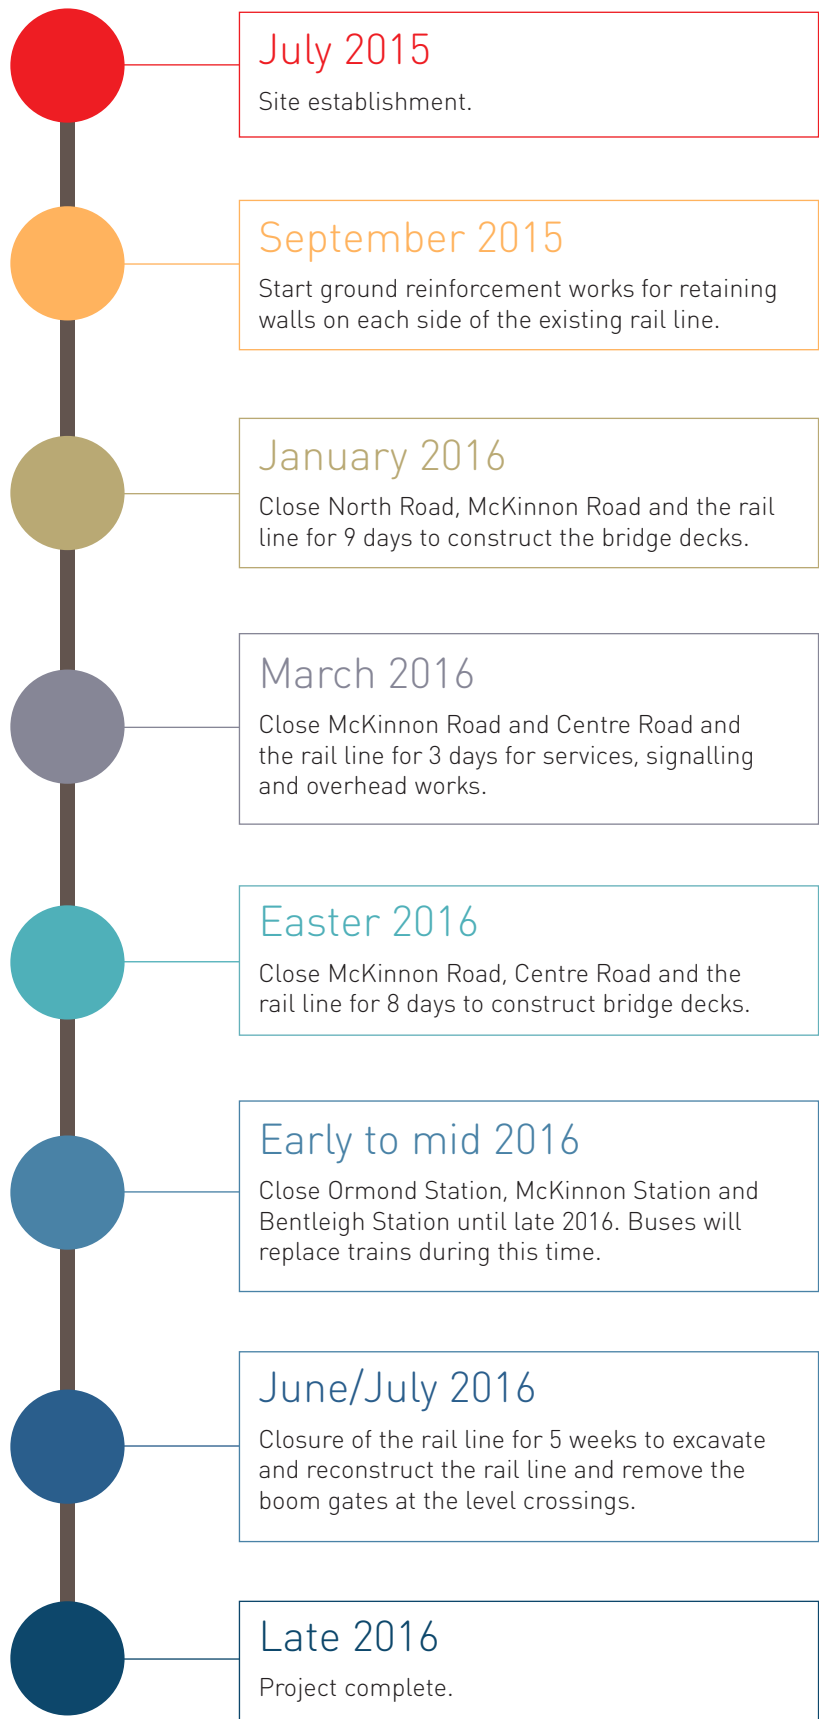 July 2015
Site establishment.
September 2015
Start ground reinforcement works for retaining
walls on each side of the existing rail line.
January 2016
Close North Road, McKinnon Road and the rail
line for 9 days to construct the bridge decks.
March 2016
Close McKinnon Road and Centre Road and
the rail line for 3 days for services, signalling
and overhead works.
Easter 2016
Close McKinnon Road, Centre Road and the
rail line for 8 days to construct bridge decks.
Early to mid 2016
Close Ormond Station, McKinnon Station and
Bentleigh Station until late 2016. Buses will
replace trains during this time.
June/July 2016
Closure of the rail line for 5 weeks to excavate
and reconstruct the rail line and remove the
boom gates at the level crossings.
Late 2016
Project complete.